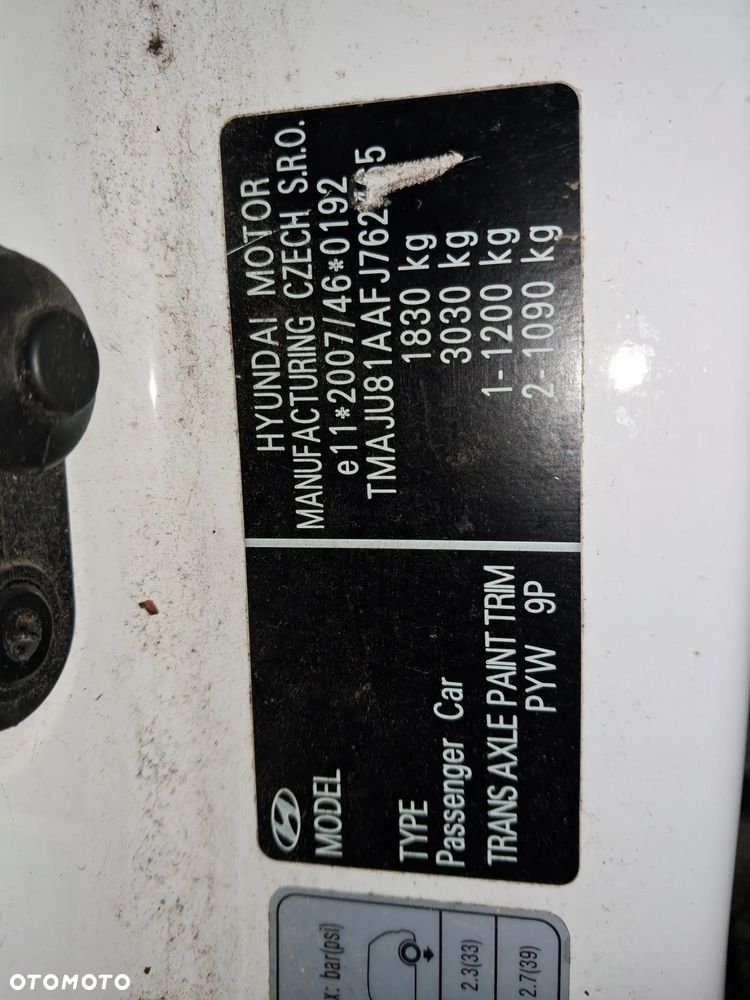 HYUNDAI MOTOR
MANUFACTURING CZECH S.R.O.
e11*2007/46*0192
1830 kg
3030 kg
1-1200 kg
2-1090 kg
MODEL
TYPE
Passenger Car
TRANS AXLE PAINT TRIM
PYW 9P
bar(psi)
2.3(33)
2.7(39)
OTOMOTO